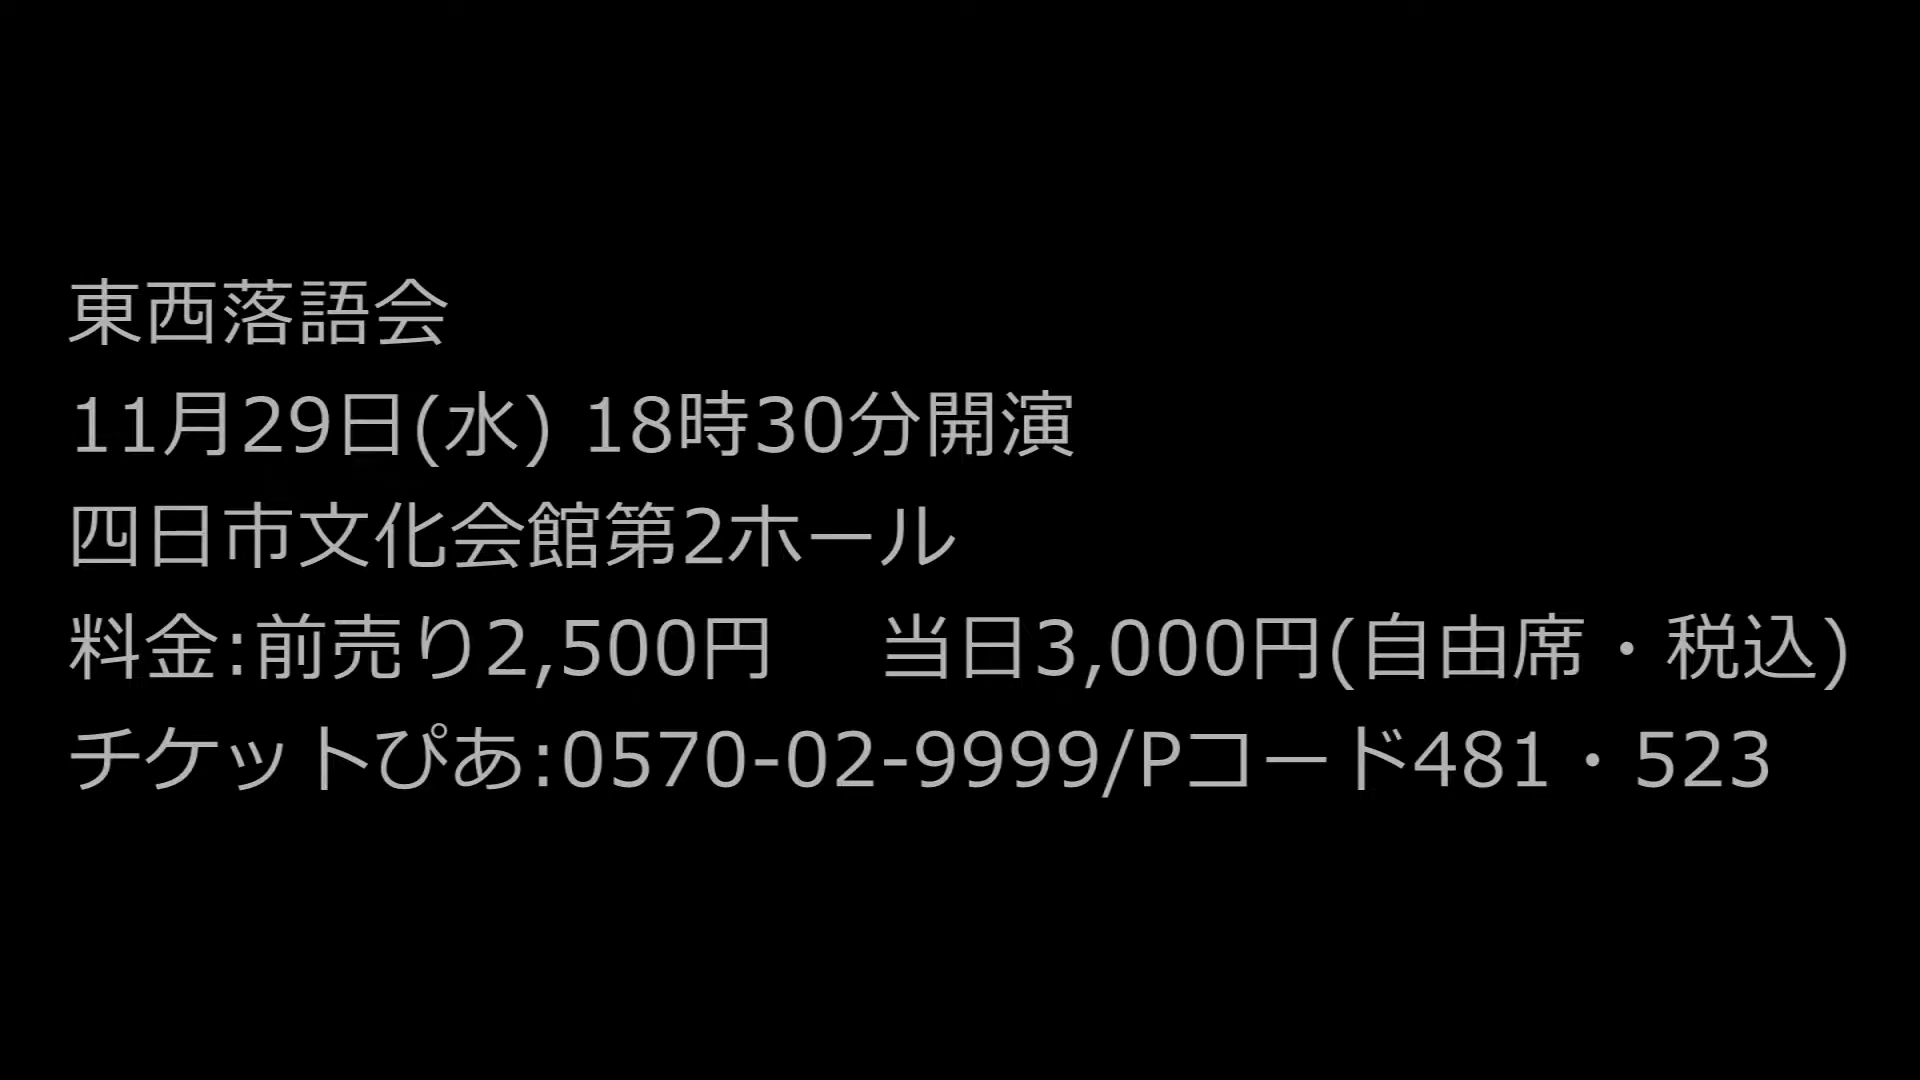 東西落語会
11月29日(水) 18時30分開演
四日市文化会館第2ホール
料金:前売り2,500円　 当日3,000円(自由席・税込)
チケットぴあ:0570-02-9999/Pコード481・523